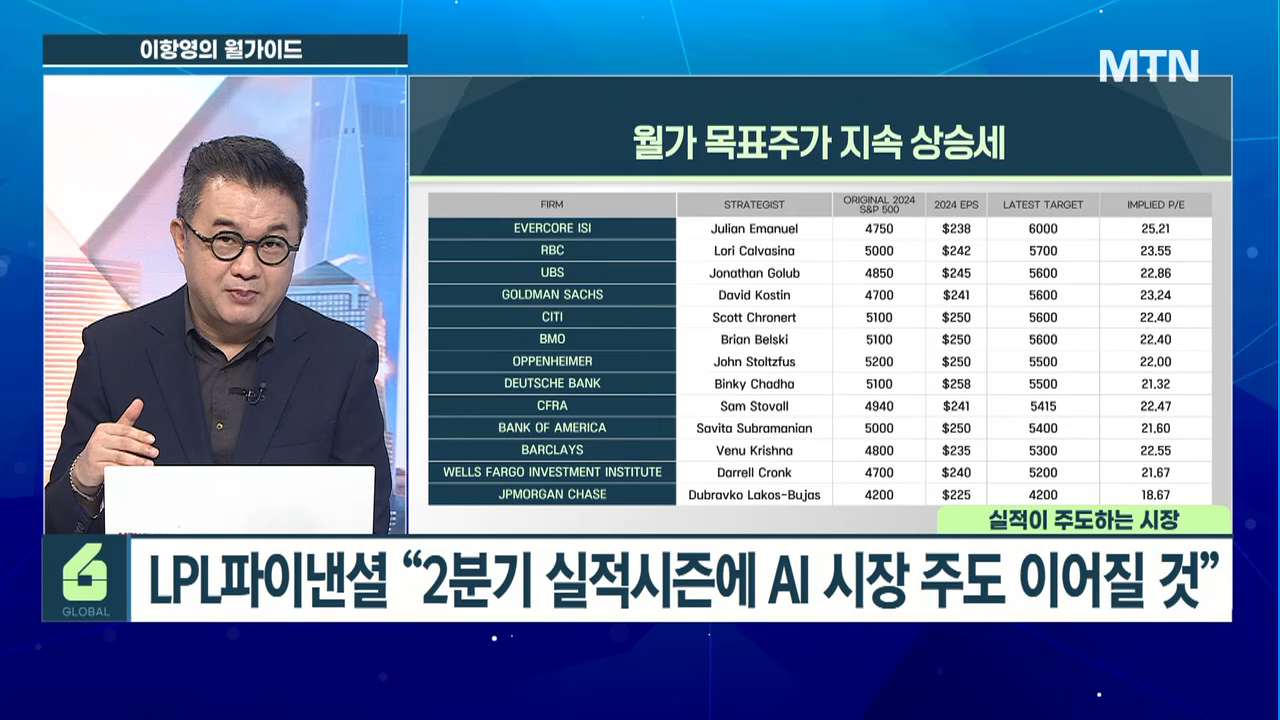 이항영의 월가이드
MTN
월가 목표주가 지속 상승세
FIRM STRATEGIST ORIGINAL 2024 S&P 500 2024 EPS LATEST TARGET IMPLIED P/E
EVERCORE ISI Julian Emanuel 4750 $238 6000 25.21
RBC Lori Calvasina 5000 $242 5700 23.55
UBS Jonathan Golub 4850 $245 5600 22.86
GOLDMAN SACHS David Kostin 4700 $241 5600 23.24
CITI Scott Chronert 5100 $250 5600 22.40
BMO Brian Belski 5100 $250 5600 22.40
OPPENHEIMER John Stoltzfus 5200 $250 5500 22.00
DEUTSCHE BANK Binky Chadha 5100 $258 5500 21.32
CFRA Sam Stovall 4940 $241 5415 22.47
BANK OF AMERICA Savita Subramanian 5000 $250 5400 21.60
BARCLAYS Venu Krishna 4800 $235 5300 22.55
WELLS FARGO INVESTMENT INSTITUTE Darrell Cronk 4700 $240 5200 21.67
JPMORGAN CHASE Dubravko Lakos-Bujas 4200 $225 4200 18.67
실적이 주도하는 시장
6
GLOBAL
LPL파이낸셜 “2분기 실적시즌에 AI 시장 주도 이어질 것”